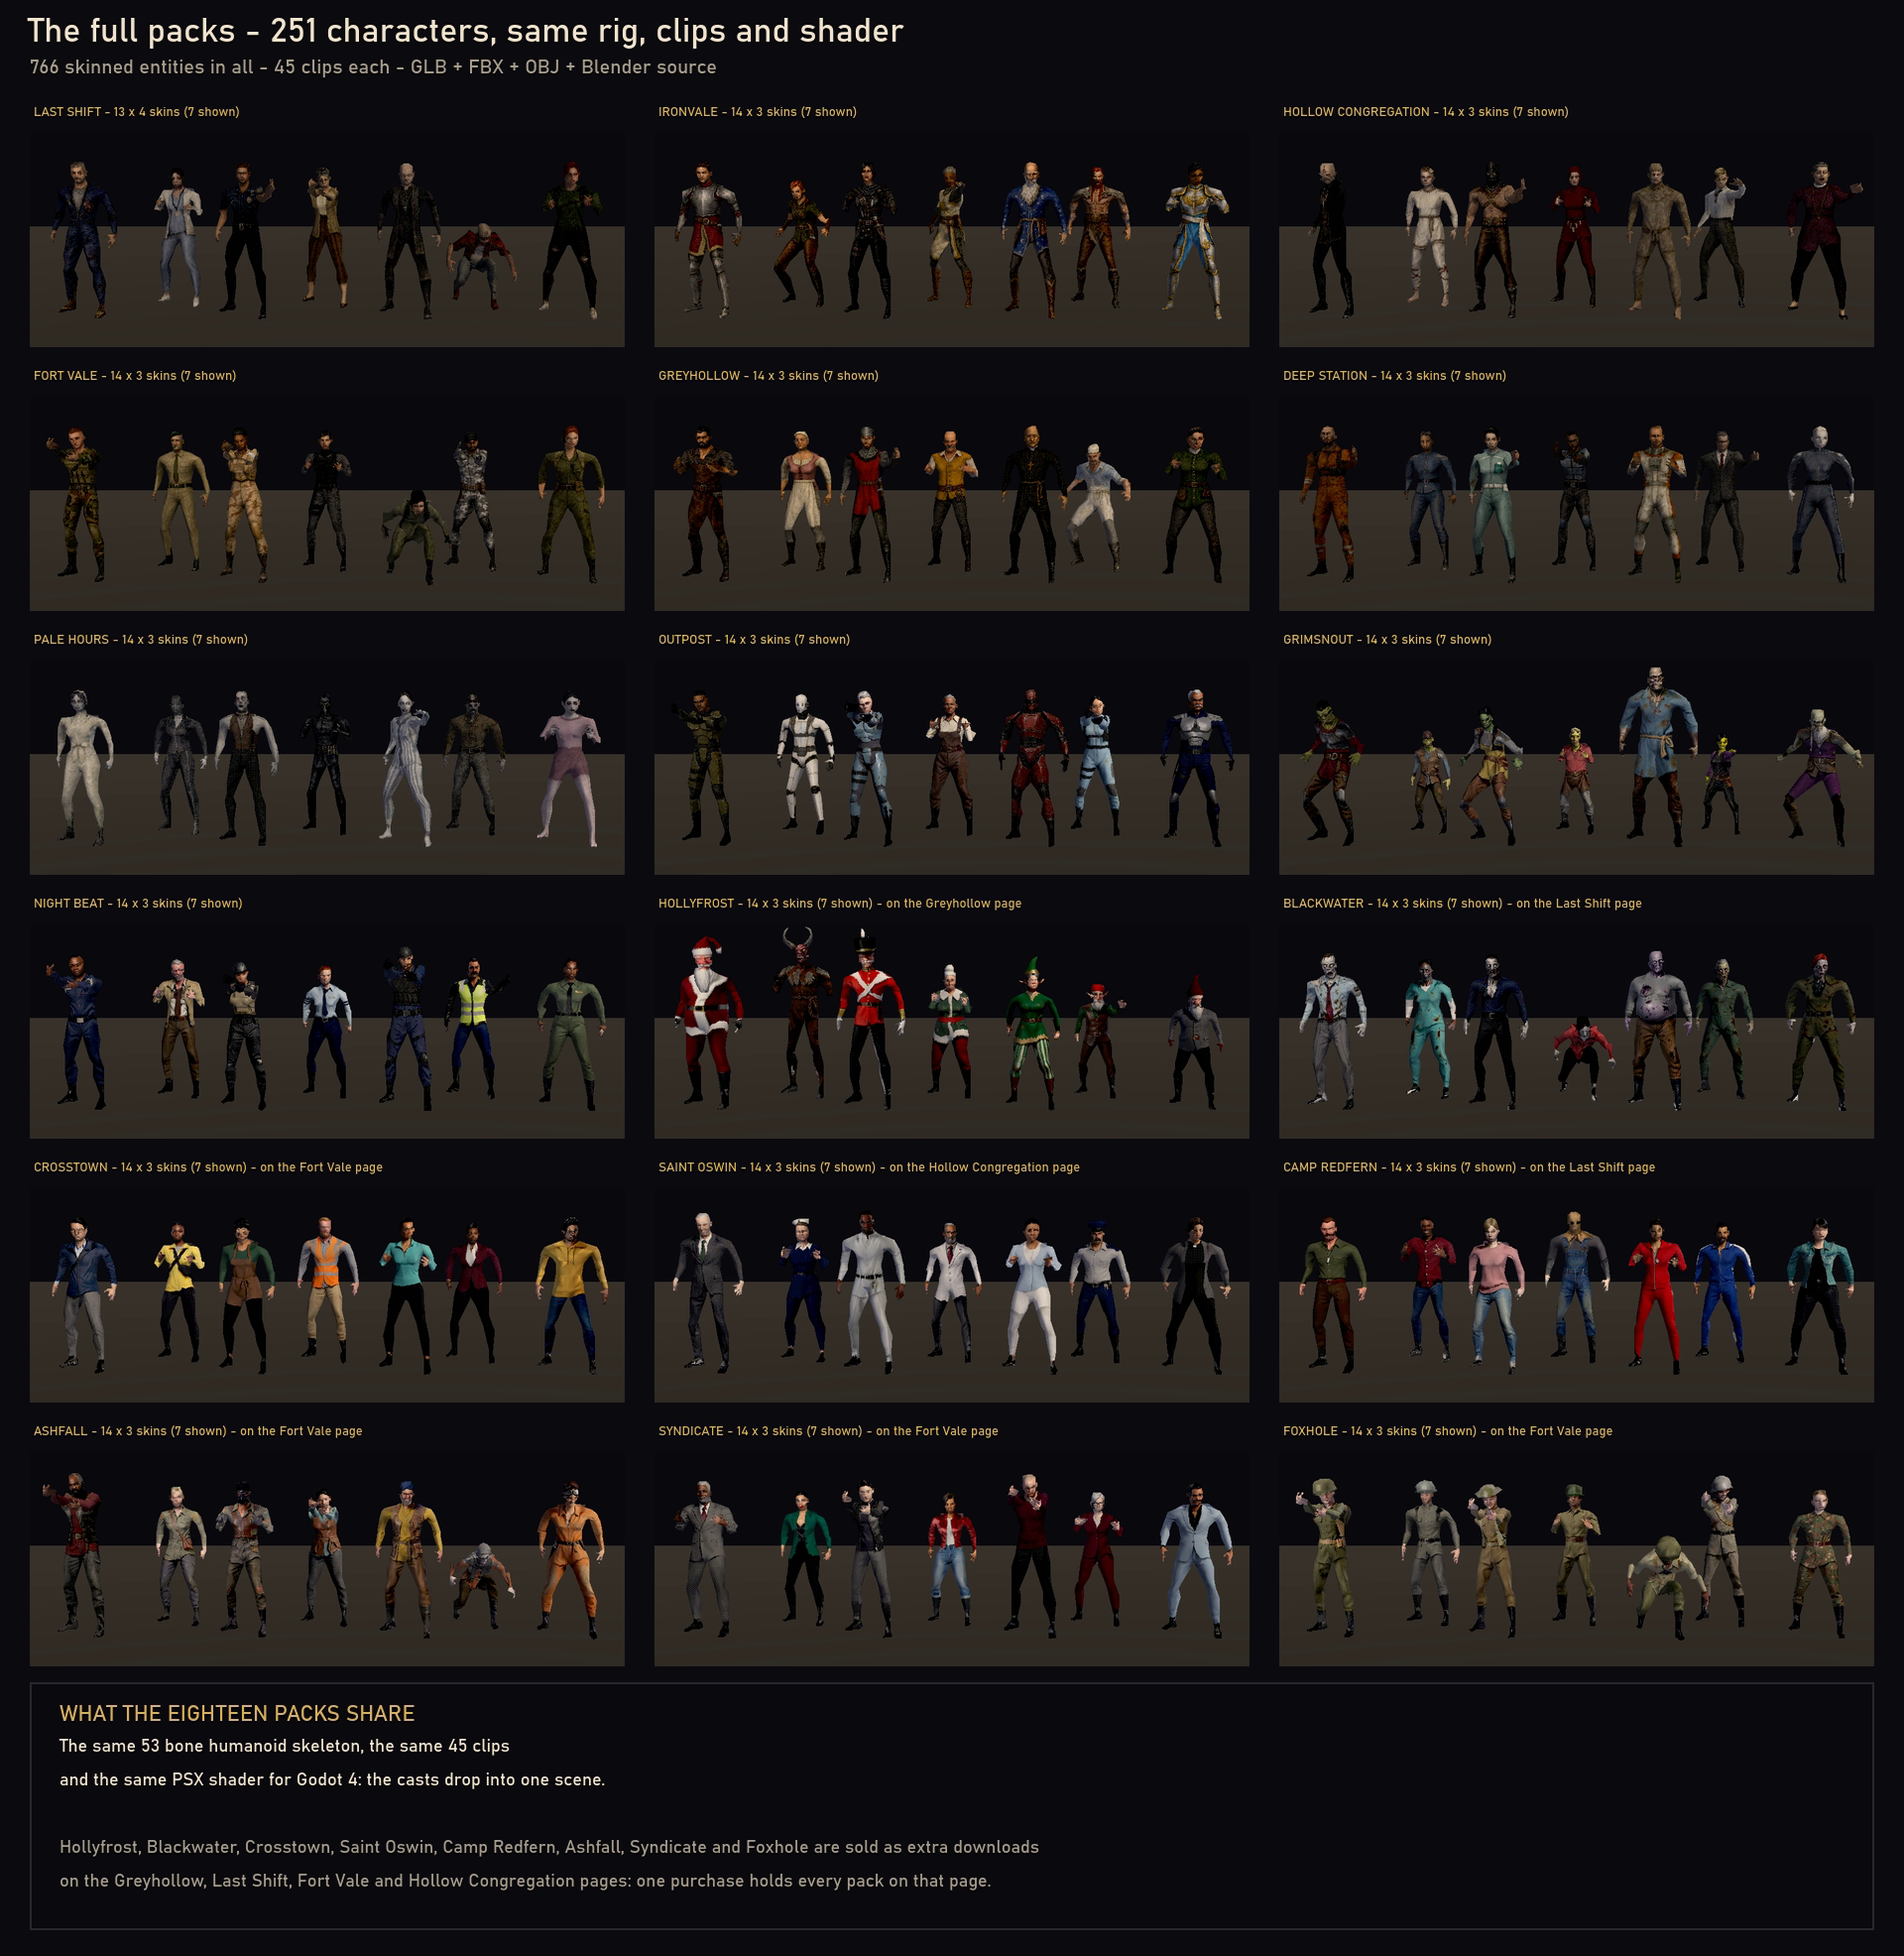 The full packs - 251 characters, same rig, clips and shader
766 skinned entities in all - 45 clips each - GLB + FBX + OBJ + Blender source
LAST SHIFT - 13 x 4 skins (7 shown)
IRONVALE - 14 x 3 skins (7 shown)
HOLLOW CONGREGATION - 14 x 3 skins (7 shown)
FORT VALE - 14 x 3 skins (7 shown)
GREYHOLLOW - 14 x 3 skins (7 shown)
DEEP STATION - 14 x 3 skins (7 shown)
PALE HOURS - 14 x 3 skins (7 shown)
OUTPOST - 14 x 3 skins (7 shown)
GRIMSNOUT - 14 x 3 skins (7 shown)
NIGHT BEAT - 14 x 3 skins (7 shown)
HOLLYFROST - 14 x 3 skins (7 shown) - on the Greyhollow page
BLACKWATER - 14 x 3 skins (7 shown) - on the Last Shift page
CROSSTOWN - 14 x 3 skins (7 shown) - on the Fort Vale page
SAINT OSWIN - 14 x 3 skins (7 shown) - on the Hollow Congregation page
CAMP REDFERN - 14 x 3 skins (7 shown) - on the Last Shift page
ASHFALL - 14 x 3 skins (7 shown) - on the Fort Vale page
SYNDICATE - 14 x 3 skins (7 shown) - on the Fort Vale page
FOXHOLE - 14 x 3 skins (7 shown) - on the Fort Vale page
WHAT THE EIGHTEEN PACKS SHARE
The same 53 bone humanoid skeleton, the same 45 clips
and the same PSX shader for Godot 4: the casts drop into one scene.
Hollyfrost, Blackwater, Crosstown, Saint Oswin, Camp Redfern, Ashfall, Syndicate and Foxhole are sold as extra downloads
on the Greyhollow, Last Shift, Fort Vale and Hollow Congregation pages: one purchase holds every pack on that page.